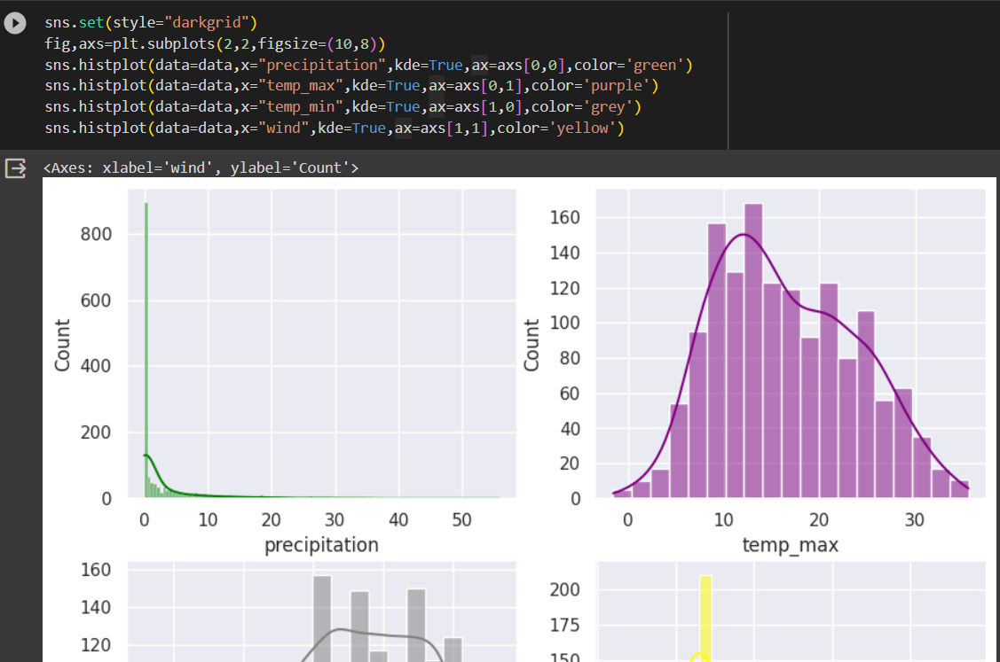 sns.set(style="darkgrid")
fig,axs=plt.subplots(2,2,figsize=(10,8))
sns.histplot(data=data,x="precipitation",kde=True,ax=axs[0,0],color='green')
sns.histplot(data=data,x="temp_max",kde=True,ax=axs[0,1],color='purple')
sns.histplot(data=data,x="temp_min",kde=True,ax=axs[1,0],color='grey')
sns.histplot(data=data,x="wind",kde=True,ax=axs[1,1],color='yellow')
<Axes: xlabel='wind', ylabel='Count'>
800
600
400
200
0
Count
0 10 20 30 40 50
precipitation
160
140
120
100
80
60
40
20
0
Count
0 10 20 30
temp_max
160
140
120
200
175
150